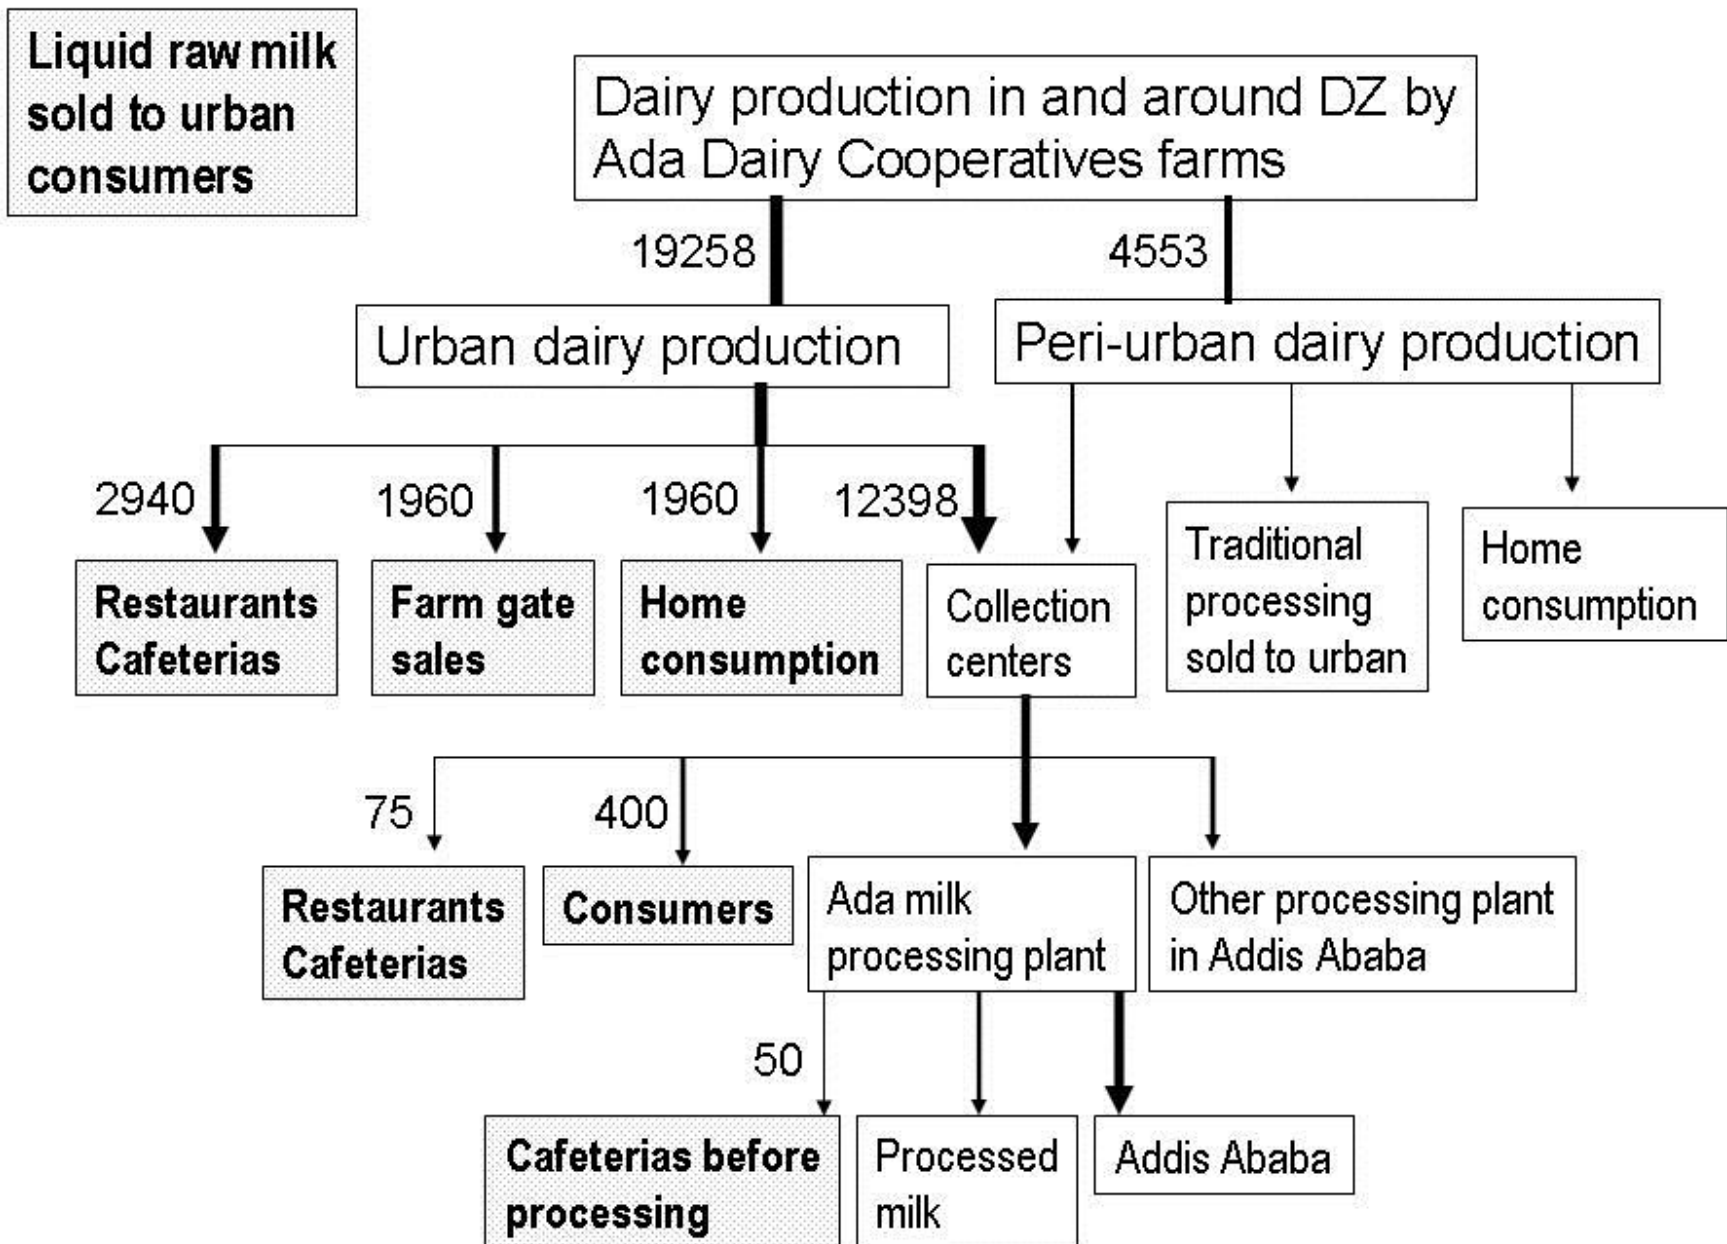 Liquid raw milk
sold to urban
consumers
Dairy production in and around DZ by
Ada Dairy Cooperatives farms
19258
4553
Urban dairy production
Peri-urban dairy production
2940
1960
1960
12398
Restaurants
Cafeterias
Farm gate
sales
Home
consumption
Collection
centers
Traditional
processing
sold to urban
Home
consumption
75
400
Restaurants
Cafeterias
Consumers
Ada milk
processing plant
Other processing plant
in Addis Ababa
50
Cafeterias before
processing
Processed
milk
Addis Ababa